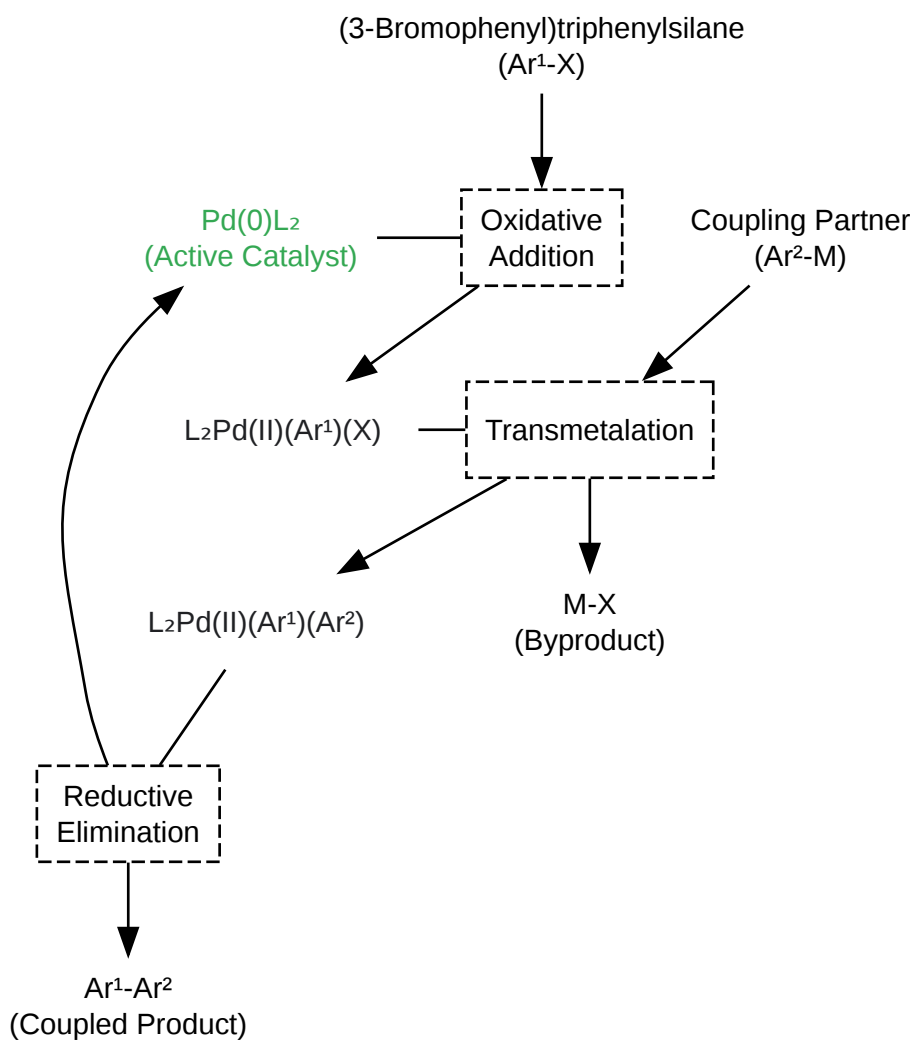 (3-Bromophenyl)triphenylsilane
(Ar¹-X)
Pd(0)L₂
(Active Catalyst)
Oxidative
Addition
Coupling Partner
(Ar²-M)
L₂Pd(II)(Ar¹)(X)
Transmetalation
L₂Pd(II)(Ar¹)(Ar²)
M-X
(Byproduct)
Reductive
Elimination
Ar¹-Ar²
(Coupled Product)